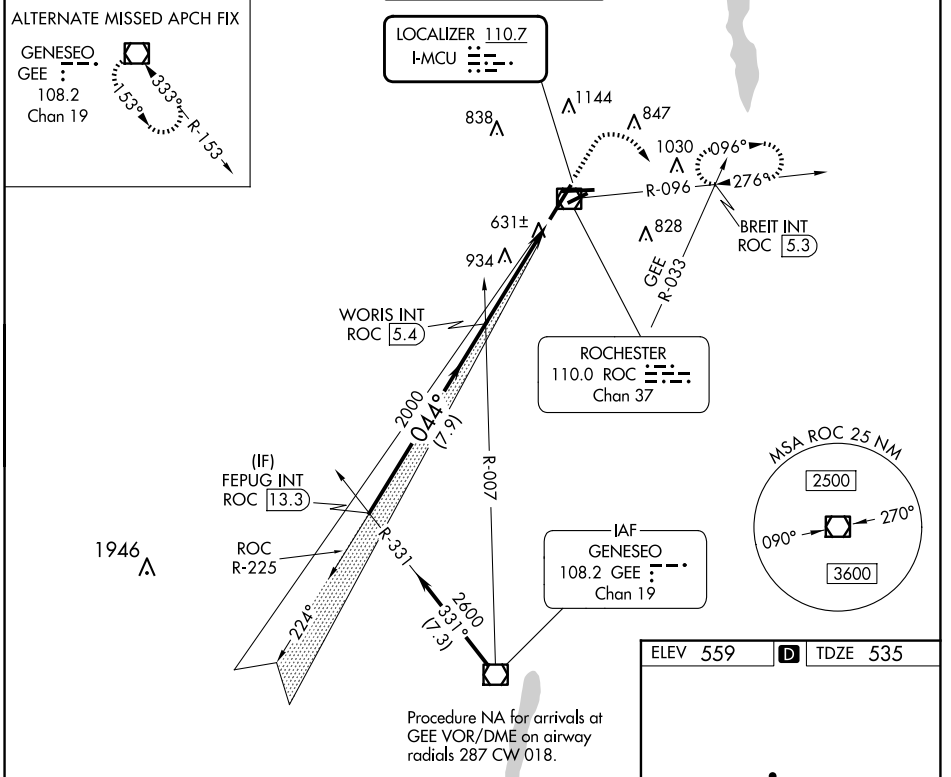 ALTERNATE MISSED APCH FIX
GENESEO
GEE
108.2
Chan 19
153°
333°
R-153
LOCALIZER 110.7
I-MCU
838
1144
847
1030
096°
R-096
276°
631±
934
828
BREIT INT
ROC 5.3
GEE
R-033
WORIS INT
ROC 5.4
ROCHESTER
110.0 ROC
Chan 37
2000
044°
(7.9)
R-007
MSA ROC 25 NM
2500
090°
270°
3600
(IF)
FEPUG INT
ROC 13.3
R-331
IAF
GENESEO
108.2 GEE
Chan 19
1946
ROC
R-225
224°
2600
331°
(7.3)
Procedure NA for arrivals at
GEE VOR/DME on airway
radials 287 CW 018.
ELEV 559 D TDZE 535